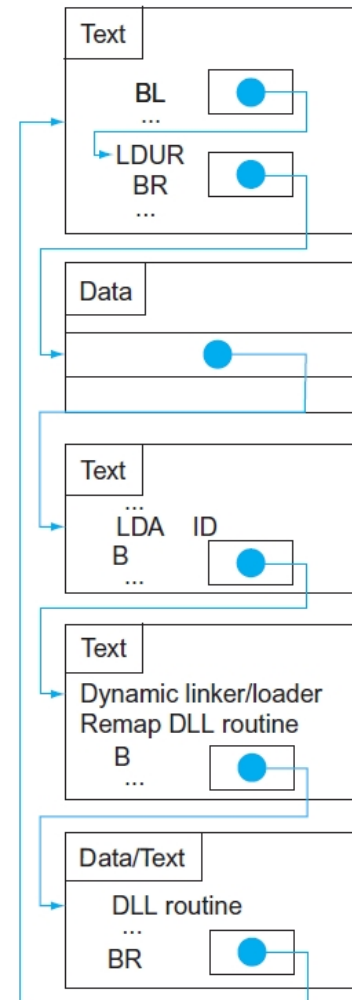 Text
BL
...
LDUR
BR
...
Data
Text
...
LDA ID
B
...
Text
Dynamic linker/loader
Remap DLL routine
B
...
Data/Text
DLL routine
...
BR